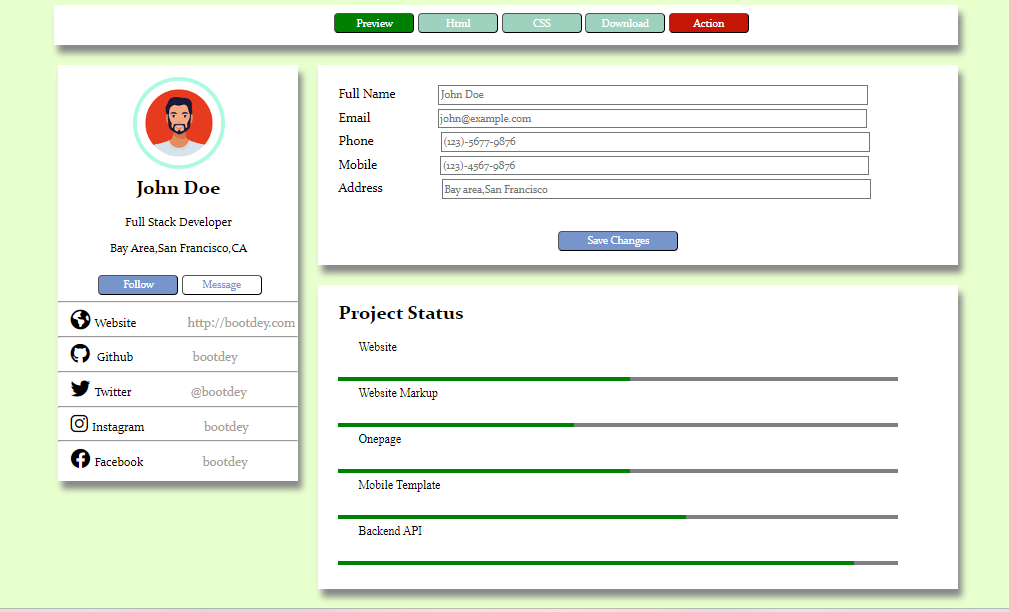 Preview Html CSS Download Action
John Doe
Full Stack Developer
Bay Area,San Francisco,CA
Follow Message
Website http://bootdey.com
Github bootdey
Twitter @bootdey
Instagram bootdey
Facebook bootdey
Full Name John Doe
Email john@example.com
Phone (123)-5677-9876
Mobile (123)-4567-9876
Address Bay area,San Francisco
Save Changes
Project Status
Website
Website Markup
Onepage
Mobile Template
Backend API